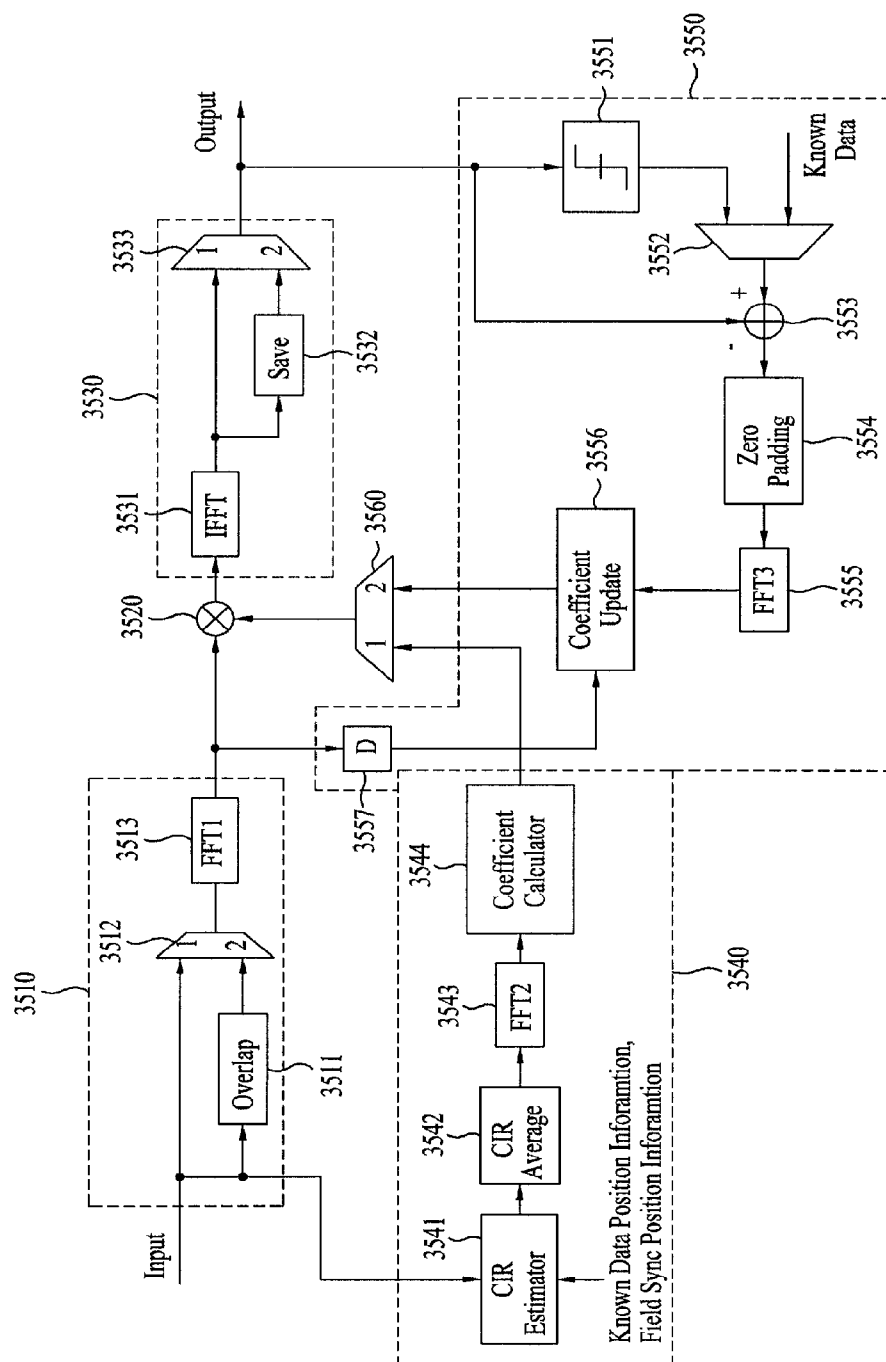 Input
3510
Overlap
3511
1
2
3512
FFT1
3513
3520
IFFT
3531
3530
Save
3532
1
2
3533
Output
D
3557
1
2
3560
CIR
Estimator
3541
CIR
Average
3542
FFT2
3543
Coefficient
Calculator
3544
3540
Known Data Position Inforamtion,
Field Sync Position Inforamtion
3550
3551
Known
Data
3552
+
-
3553
Zero
Padding
3554
FFT3
3555
Coefficient
Update
3556